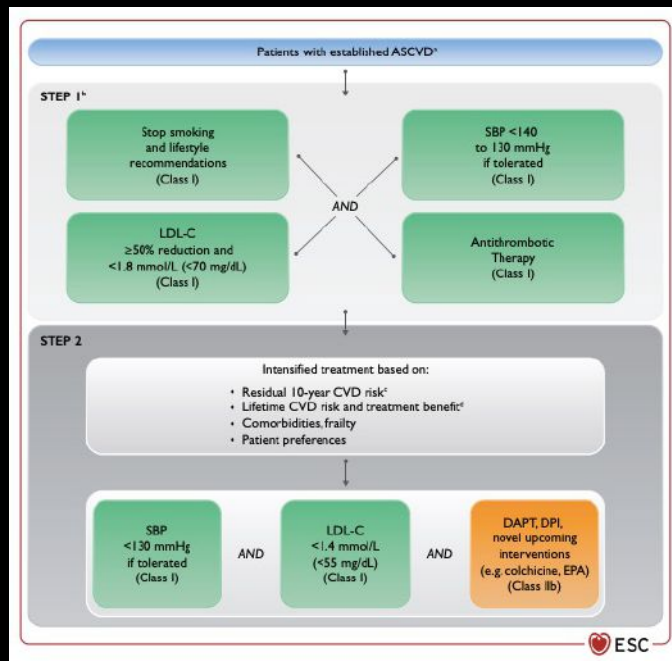 Patients with established ASCVDᵃ
STEP 1ᵇ
Stop smoking
and lifestyle
recommendations
(Class I)
SBP <140
to 130 mmHg
if tolerated
(Class I)
AND
LDL-C
≥50% reduction and
<1.8 mmol/L (<70 mg/dL)
(Class I)
Antithrombotic
Therapy
(Class I)
STEP 2
Intensified treatment based on:
• Residual 10-year CVD riskᶜ
• Lifetime CVD risk and treatment benefitᵈ
• Comorbidities, frailty
• Patient preferences
SBP
<130 mmHg
if tolerated
(Class I)
AND
LDL-C
<1.4 mmol/L
(<55 mg/dL)
(Class I)
AND
DAPT, DPI,
novel upcoming
interventions
(e.g. colchicine, EPA)
(Class IIb)
ESC